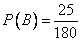 P(B) = 25/180